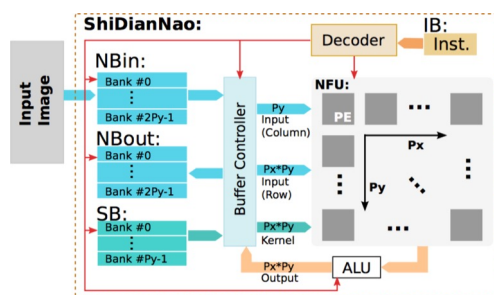 ShiDianNao:
IB:
Decoder
Inst.
Input
Image
NBin:
Bank #0
Bank #2Py-1
NBout:
Bank #0
Bank #2Py-1
SB:
Bank #0
Bank #Py-1
Buffer Controller
Py
Input
(Column)
Px*Py
Input
(Row)
Px*Py
Kernel
Px*Py
Output
NFU:
PE
Px
Py
ALU